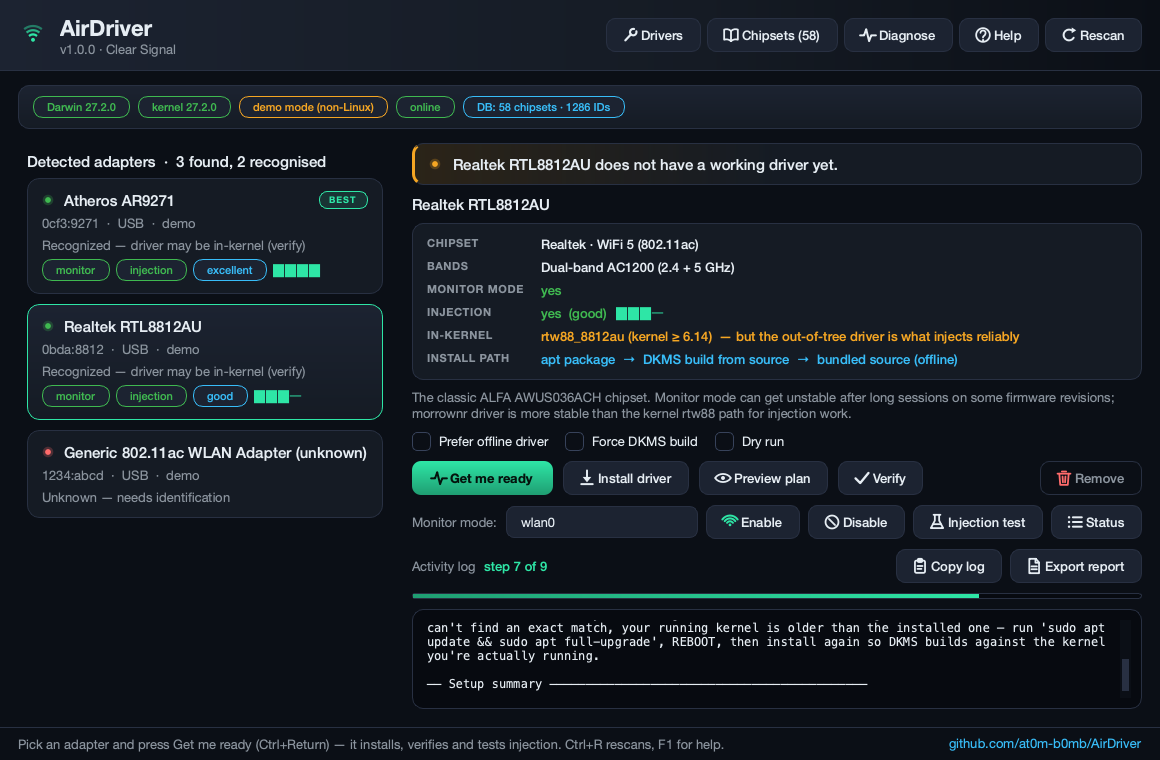 AirDriver
v1.0.0 · Clear Signal
Drivers
Chipsets (58)
Diagnose
Help
Rescan
Darwin 27.2.0
kernel 27.2.0
demo mode (non-Linux)
online
DB: 58 chipsets · 1286 IDs
Detected adapters · 3 found, 2 recognised
Atheros AR9271
BEST
0cf3:9271 · USB · demo
Recognized — driver may be in-kernel (verify)
monitor
injection
excellent
Realtek RTL8812AU
0bda:8812 · USB · demo
Recognized — driver may be in-kernel (verify)
monitor
injection
good
Generic 802.11ac WLAN Adapter (unknown)
1234:abcd · USB · demo
Unknown — needs identification
Realtek RTL8812AU does not have a working driver yet.
Realtek RTL8812AU
CHIPSET Realtek · WiFi 5 (802.11ac)
BANDS Dual-band AC1200 (2.4 + 5 GHz)
MONITOR MODE yes
INJECTION yes (good)
IN-KERNEL rtw88_8812au (kernel ≥ 6.14) — but the out-of-tree driver is what injects reliably
INSTALL PATH apt package → DKMS build from source → bundled source (offline)
The classic ALFA AWUS036ACH chipset. Monitor mode can get unstable after long sessions on some firmware revisions;
morrownr driver is more stable than the kernel rtw88 path for injection work.
Prefer offline driver
Force DKMS build
Dry run
Get me ready
Install driver
Preview plan
Verify
Remove
Monitor mode:
wlan0
Enable
Disable
Injection test
Status
Activity log step 7 of 9
Copy log
Export report
can't find an exact match, your running kernel is older than the installed one — run 'sudo apt
update && sudo apt full-upgrade', REBOOT, then install again so DKMS builds against the kernel
you're actually running.
── Setup summary ────────────────────────────────────────────
Pick an adapter and press Get me ready (Ctrl+Return) — it installs, verifies and tests injection. Ctrl+R rescans, F1 for help.
github.com/at0m-b0mb/AirDriver